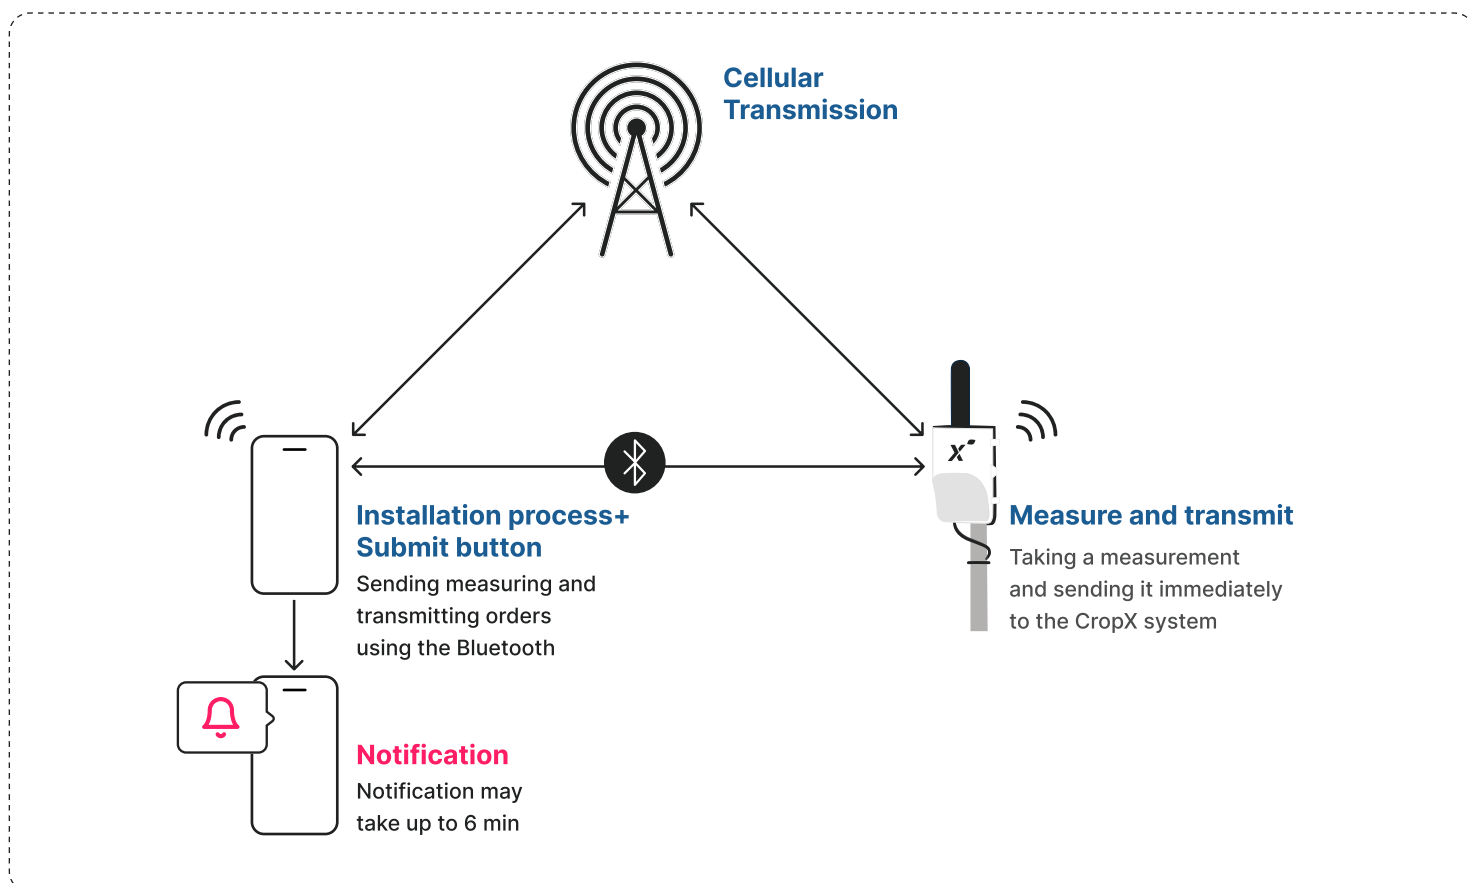 Cellular
Transmission
Installation process+
Submit button
Sending measuring and
transmitting orders
using the Bluetooth
Measure and transmit
Taking a measurement
and sending it immediately
to the CropX system
Notification
Notification may
take up to 6 min